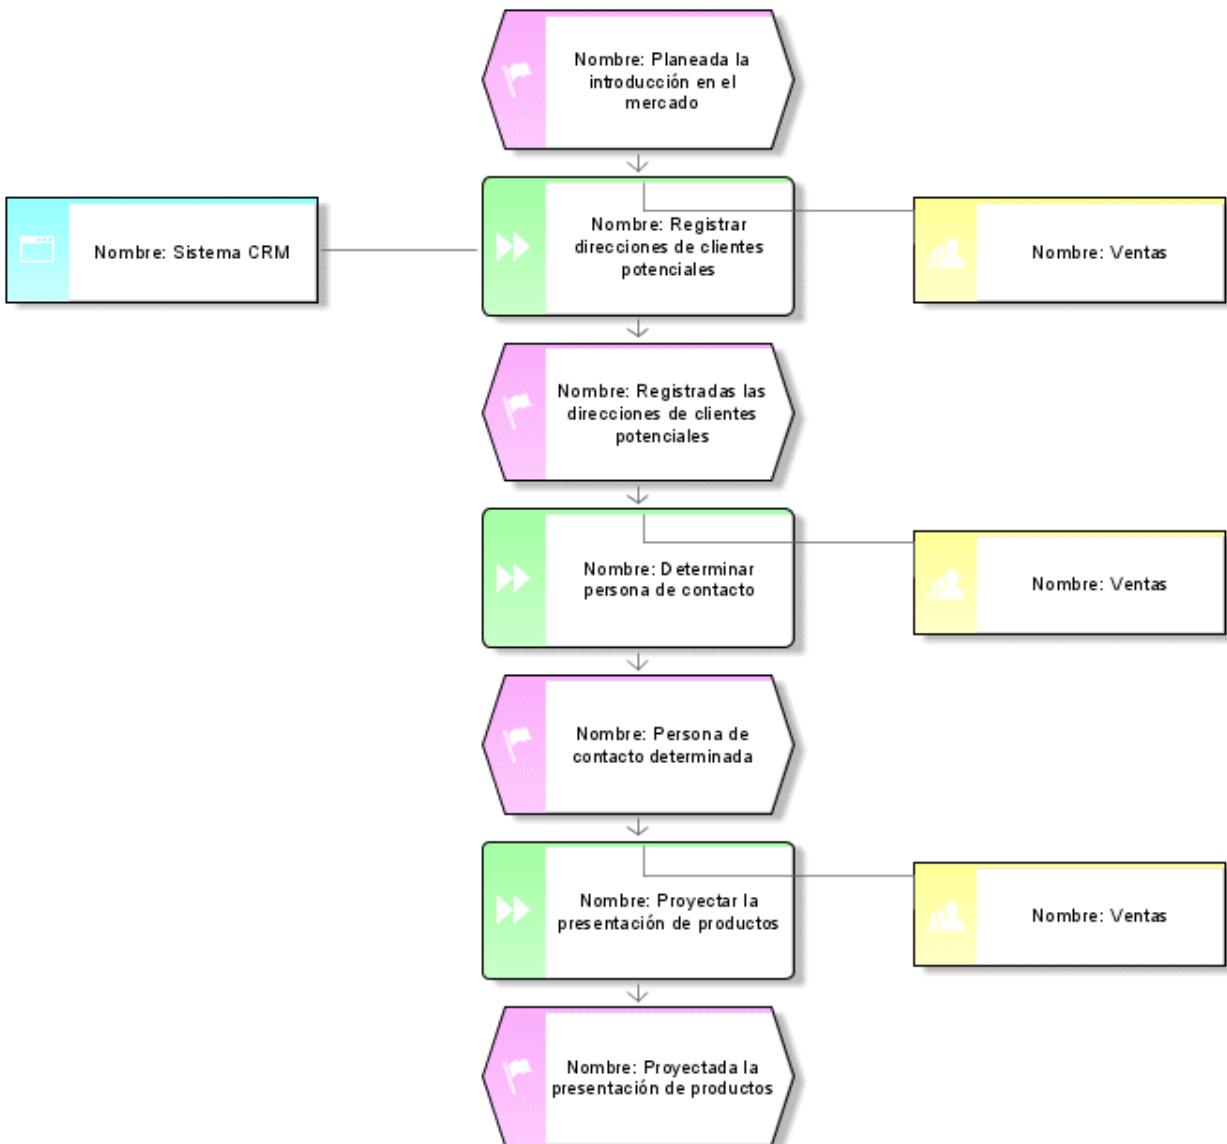 Nombre: Planeada la
introducción en el
mercado
Nombre: Sistema CRM
Nombre: Registrar
direcciones de clientes
potenciales
Nombre: Ventas
Nombre: Registradas las
direcciones de clientes
potenciales
Nombre: Determinar
persona de contacto
Nombre: Ventas
Nombre: Persona de
contacto determinada
Nombre: Proyectar la
presentación de productos
Nombre: Ventas
Nombre: Proyectada la
presentación de productos